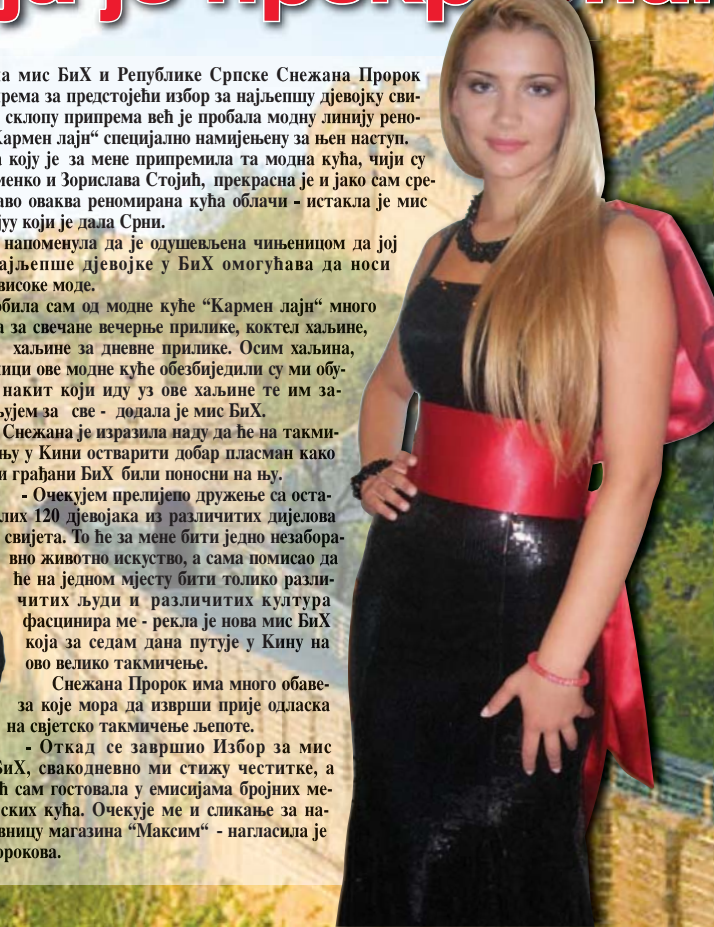 ја је прекр
а мис БиХ и Републике Српске Снежана Пророк
према за предстојећи избор за најљепшу дјевојку сви-
склопу припрема већ је пробала модну линију рено-
Кармен лајн“ специјално намијењену за њен наступ.
коју је за мене припремила та модна кућа, чији су
менко и Зорислава Стојић, прекрасна је и јако сам сре-
аво оваква реномирана кућа облачи - истакла је мис
јуу који је дала Срни.
напоменула да је одушевљена чињеницом да јој
ајљепше дјевојке у БиХ омогућава да носи
високе моде.
обила сам од модне куће “Кармен лајн“ много
а за свечане вечерње прилике, коктел хаљине,
хаљине за дневне прилике. Осим хаљина,
ници ове модне куће обезбиједили су ми обу-
накит који иду уз ове хаљине те им за-
љујем за све - додала је мис БиХ.
Снежана је изразила наду да ће на такми-
њу у Кини остварити добар пласман како
и грађани БиХ били поносни на њу.
- Очекујем прелијепо дружење са оста-
лих 120 дјевојака из различитих дијелова
свијета. То ће за мене бити једно незабора-
вно животно искуство, а сама помисао да
ће на једном мјесту бити толико разли-
читих људи и различитих култура
фасцинира ме - рекла је нова мис БиХ
која за седам дана путује у Кину на
ово велико такмичење.
Снежана Пророк има много обаве-
за које мора да изврши прије одласка
на свјетско такмичење љепоте.
- Откад се завршио Избор за мис
БиХ, свакодневно ми стижу честитке, а
ћ сам гостовала у емисијама бројних ме-
ских кућа. Очекује ме и сликање за на-
вницу магазина “Максим“ - нагласила је
орокова.